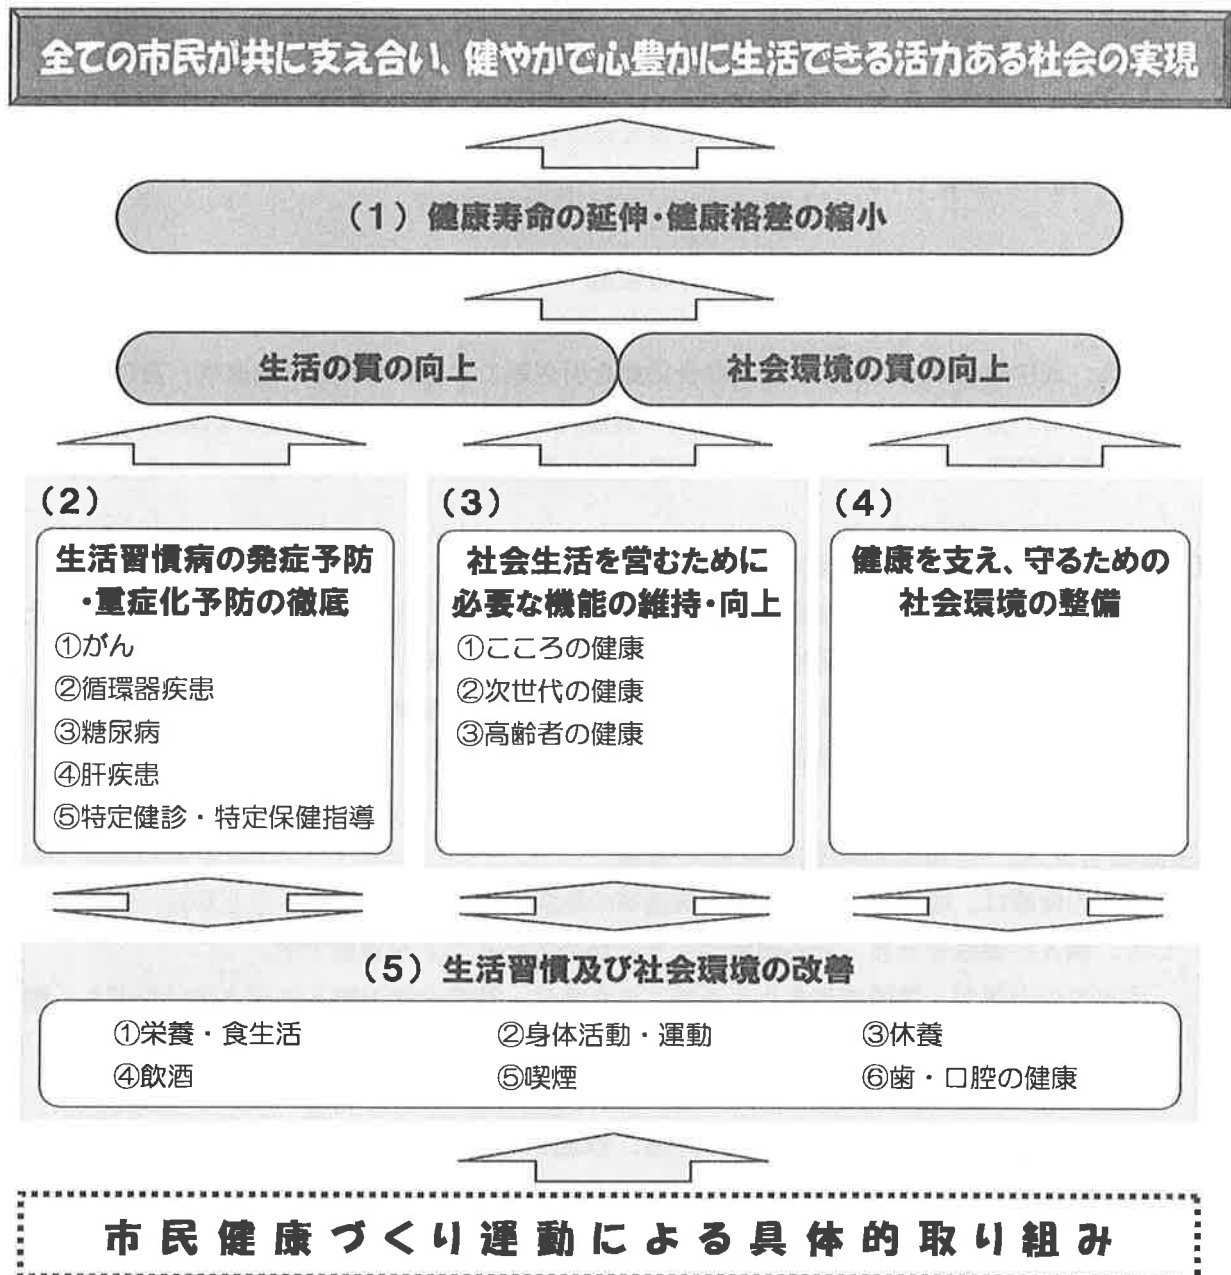 全ての市民が共に支え合い、健やかで心豊かに生活できる活力ある社会の実現
（１）健康寿命の延伸・健康格差の縮小
生活の質の向上
社会環境の質の向上
（２）
生活習慣病の発症予防
・重症化予防の徹底
①がん
②循環器疾患
③糖尿病
④肝疾患
⑤特定健診・特定保健指導
（３）
社会生活を営むために
必要な機能の維持・向上
①こころの健康
②次世代の健康
③高齢者の健康
（４）
健康を支え、守るための
社会環境の整備
（５）生活習慣及び社会環境の改善
①栄養・食生活
②身体活動・運動
③休養
④飲酒
⑤喫煙
⑥歯・口腔の健康
市民健康づくり運動による具体的取り組み